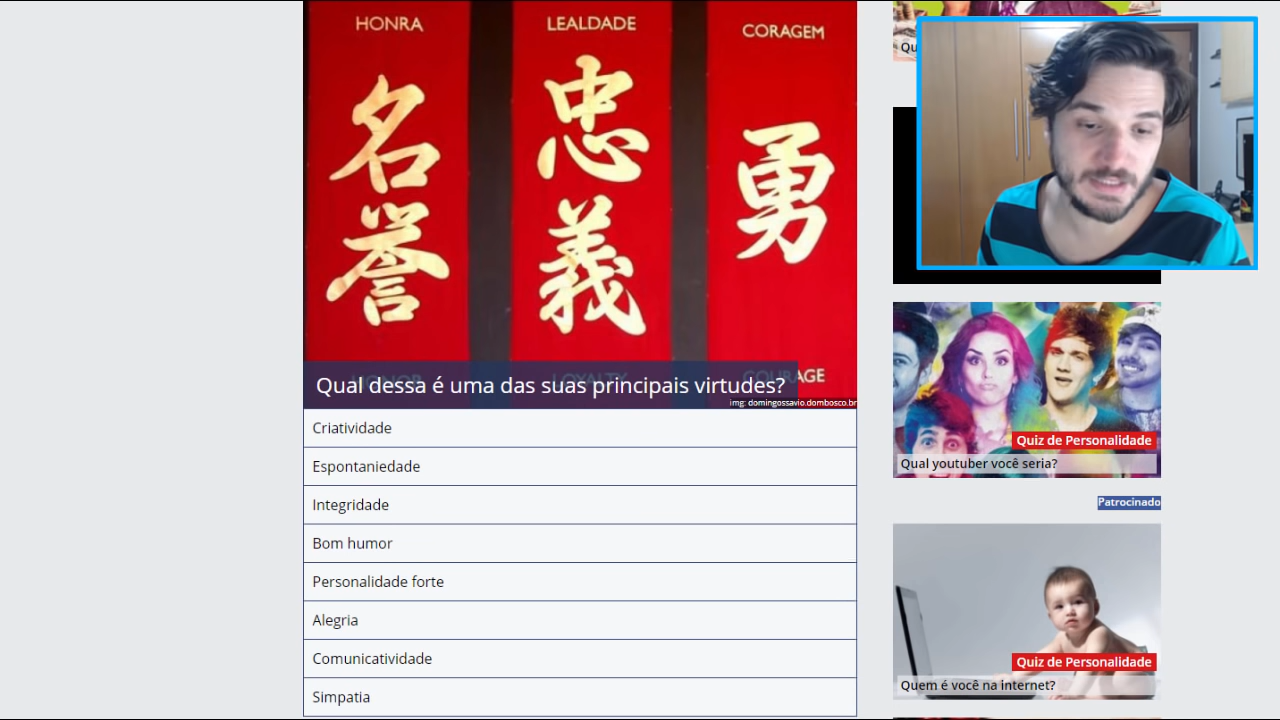 HONRA
LEALDADE
CORAGEM
名誉
忠義
勇
COURAGE
Qual dessa é uma das suas principais virtudes?
img: domingossavio.dombosco.br
Criatividade
Espontaniedade
Integridade
Bom humor
Personalidade forte
Alegria
Comunicatividade
Simpatia
Qu
Quiz de Personalidade
Qual youtuber você seria?
Patrocinado
Quiz de Personalidade
Quem é você na internet?